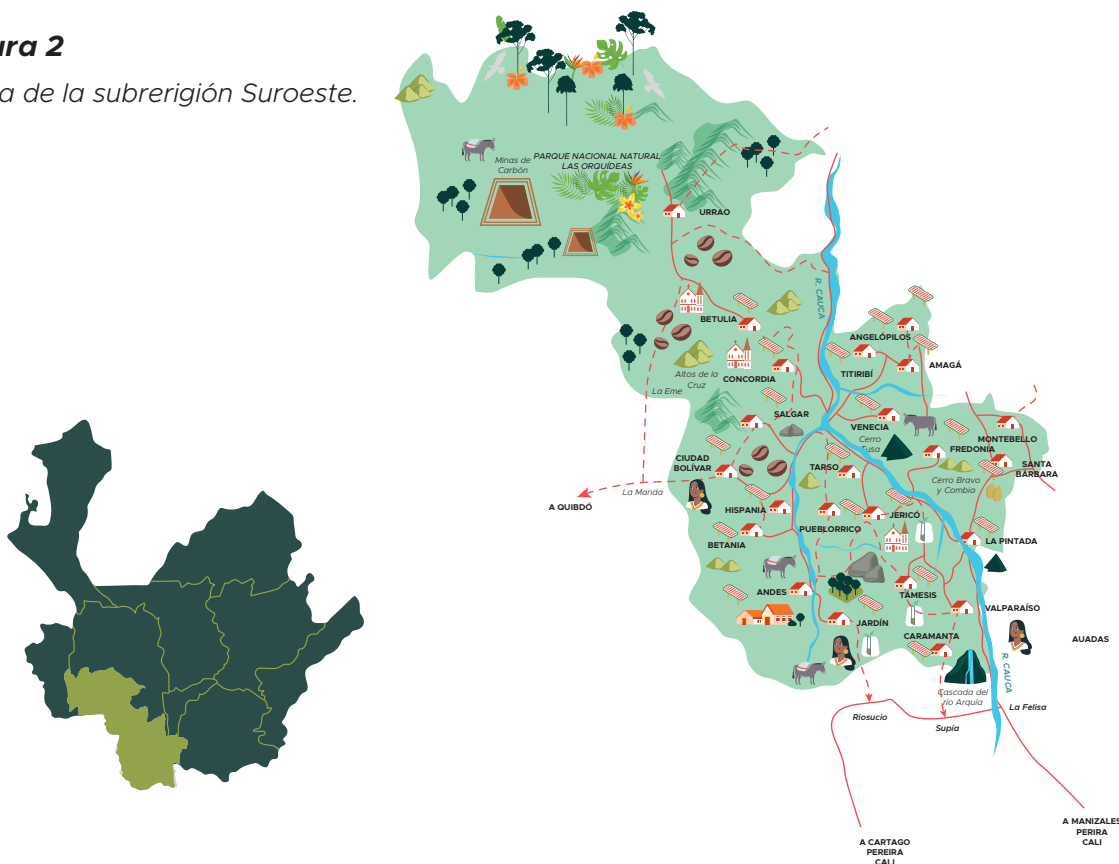 ura 2
a de la subrerigión Suroeste.
Minas de
Carbón
PARQUE NACIONAL NATURAL
LAS ORQUÍDEAS
URRAO
R. CAUCA
BETULIA
ANGELÓPILOS
AMAGÁ
TITIRIBÍ
Altos de la
Cruz
CONCORDIA
La Eme
SALGAR
VENECIA
Cerro
Tusa
FREDONIA
MONTEBELLO
SANTA
BÁRBARA
CIUDAD
BOLÍVAR
TARSO
Cerro Bravo
y Combia
La Manda
A QUIBDÓ
HISPANIA
PUEBLORRICO
JERICÓ
BETANIA
LA PINTADA
ANDES
TÁMESIS
VALPARAÍSO
JARDÍN
CARAMANTA
AUADAS
R. CAUCA
Cascada del
río Arquía
La Felisa
Riosucio
Supía
A MANIZALES
PERIRA
CALI
A CARTAGO
PEREIRA
CALI